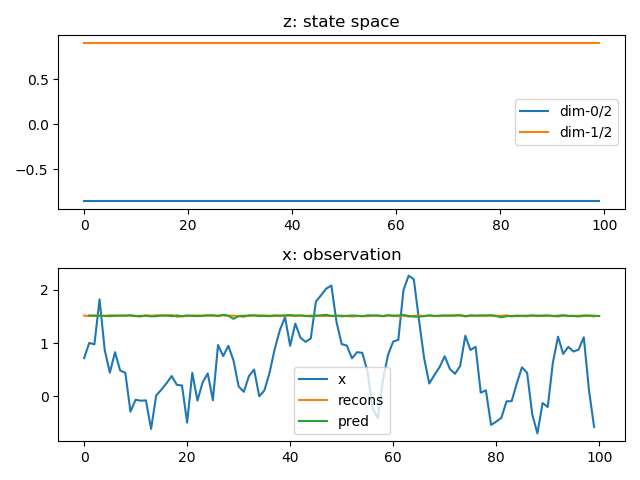 z: state space
0.5
0.0
−0.5
dim-0/2
dim-1/2
0 20 40 60 80 100
x: observation
2
1
0
x
recons
pred
0 20 40 60 80 100